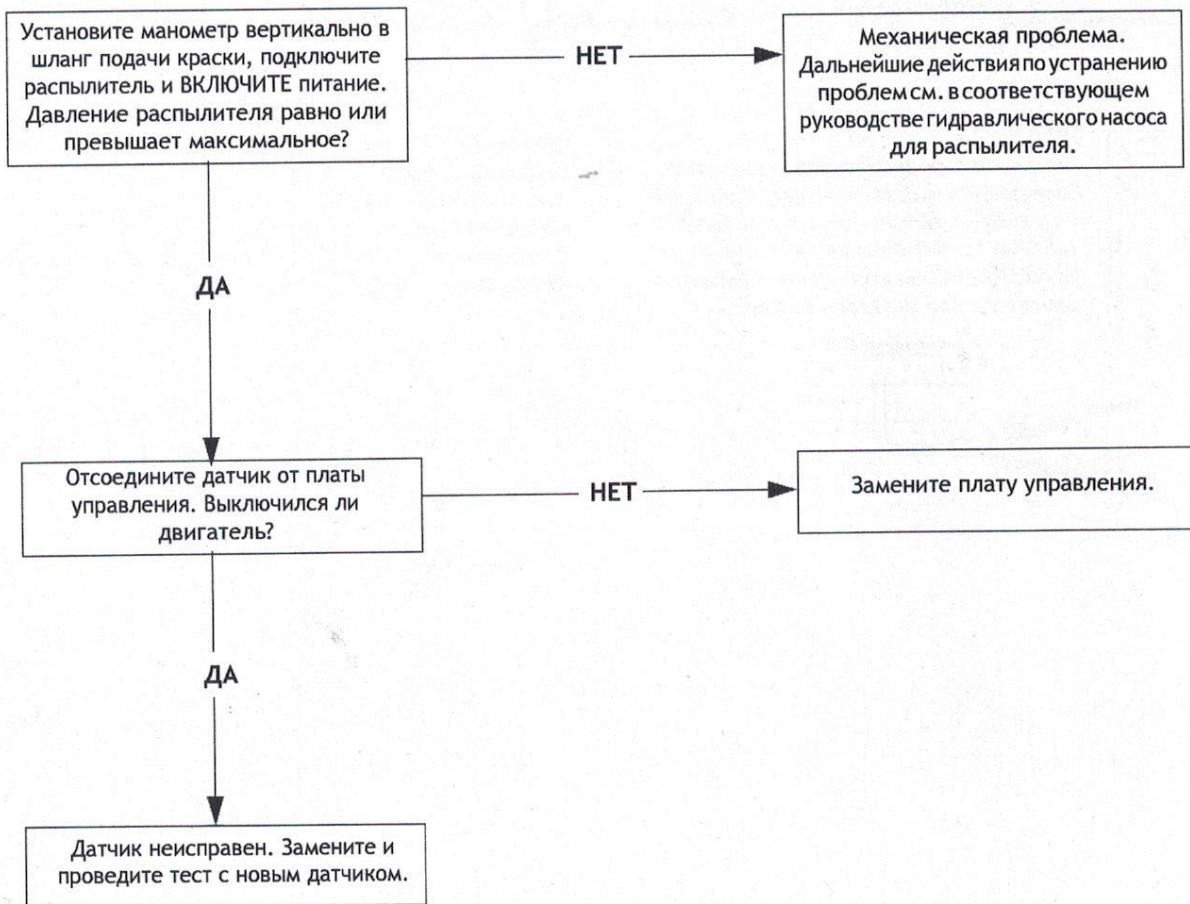 Установите манометр вертикально в
шланг подачи краски, подключите
распылитель и ВКЛЮЧИТЕ питание.
Давление распылителя равно или
превышает максимальное?
НЕТ
Механическая проблема.
Дальнейшие действия по устранению
проблем см. в соответствующем
руководстве гидравлического насоса
для распылителя.
ДА
Отсоедините датчик от платы
управления. Выключился ли
двигатель?
НЕТ
Замените плату управления.
ДА
Датчик неисправен. Замените и
проведите тест с новым датчиком.